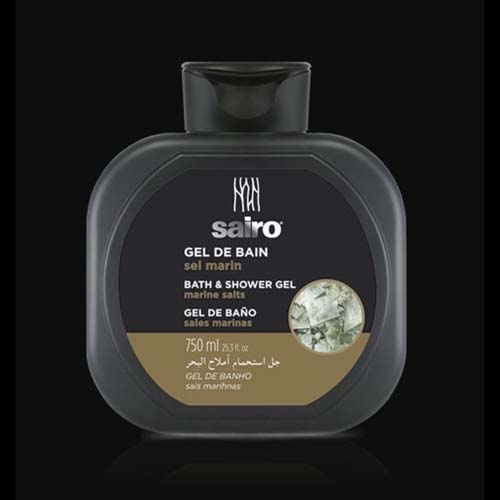 sairo®
GEL DE BAIN
sel marin
BATH & SHOWER GEL
marine salts
GEL DE BAÑO
sales marinas
750 ml 25,3 fl. oz
جل استحمام أملاح البحر
GEL DE BANHO
sais marihnas